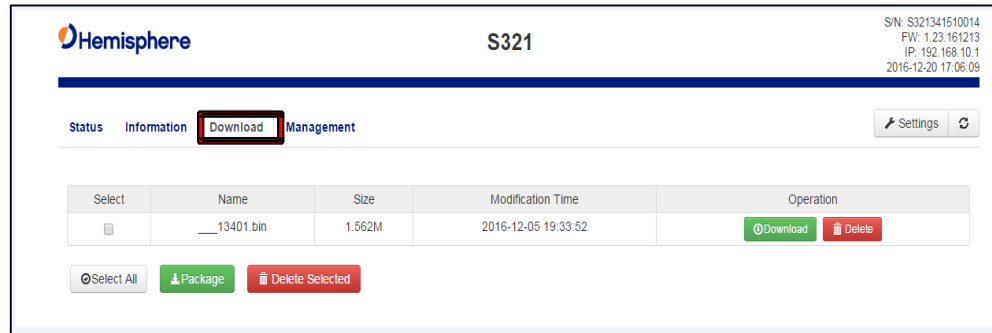 Hemisphere
S321
S/N: S321341510014
FW: 1.23.161213
IP: 192.168.10.1
2016-12-20 17:06:09
Status Information Download Management
Settings
Select Name Size Modification Time Operation
___13401.bin 1.562M 2016-12-05 19:33:52 Download Delete
Select All Package Delete Selected